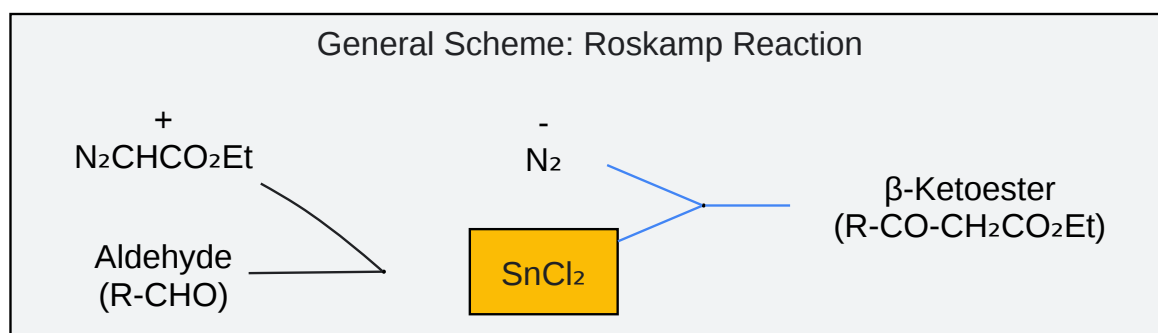 General Scheme: Roskamp Reaction
+
N₂CHCO₂Et
Aldehyde
(R-CHO)
-
N₂
SnCl₂
β-Ketoester
(R-CO-CH₂CO₂Et)